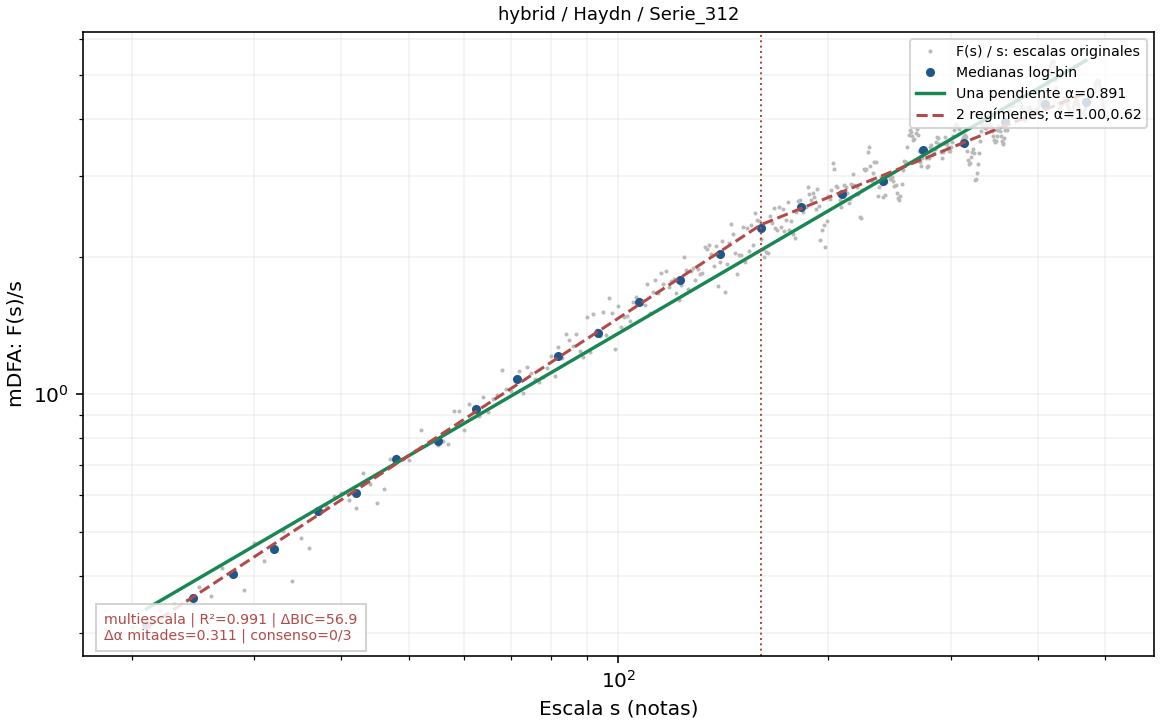 hybrid / Haydn / Serie_312
F(s) / s: escalas originales
Medianas log-bin
Una pendiente α=0.891
2 regímenes; α=1.00,0.62
mDFA: F(s)/s
10⁰
multiescala | R²=0.991 | ΔBIC=56.9
Δα mitades=0.311 | consenso=0/3
10²
Escala s (notas)